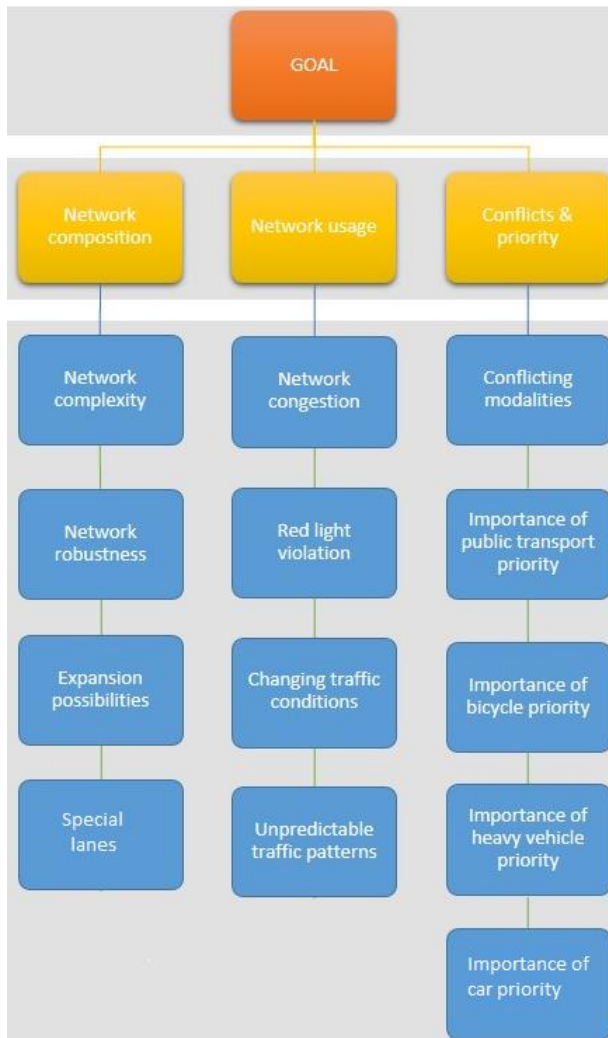 GOAL
Network
composition
Network usage
Conflicts &
priority
Network
complexity
Network
congestion
Conflicting
modalities
Network
robustness
Red light
violation
Importance of
public transport
priority
Expansion
possibilities
Changing traffic
conditions
Importance of
bicycle priority
Special
lanes
Unpredictable
traffic patterns
Importance of
heavy vehicle
priority
Importance of
car priority